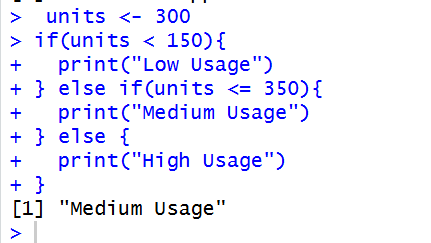 >  units <- 300
> if(units < 150){
+   print("Low Usage")
+ } else if(units <= 350){
+   print("Medium Usage")
+ } else {
+   print("High Usage")
+ }
[1] "Medium Usage"
>